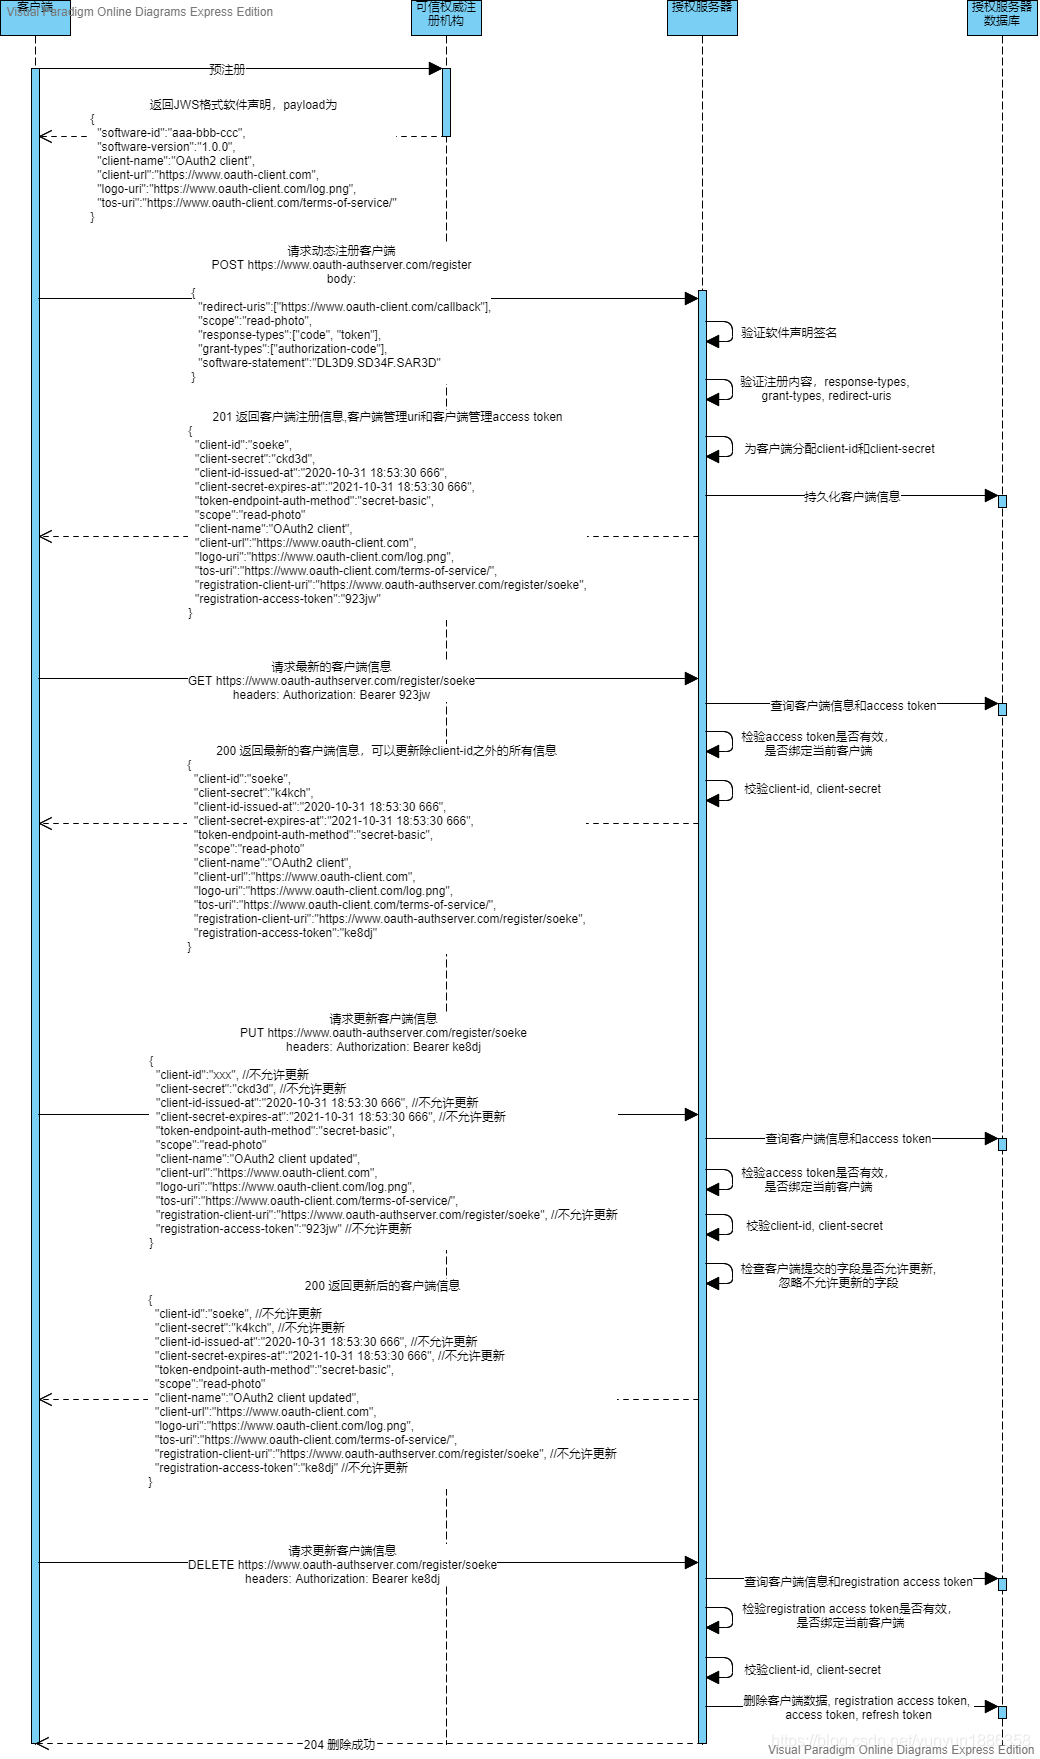 客户端
Visual Paradigm Online Diagrams Express Edition
可信权威注
册机构
授权服务器
授权服务器
数据库
预注册
返回JWS格式软件声明，payload为
{
"software-id":"aaa-bbb-ccc",
"software-version":"1.0.0",
"client-name":"OAuth2 client",
"client-url":"https://www.oauth-client.com",
"logo-uri":"https://www.oauth-client.com/log.png",
"tos-uri":"https://www.oauth-client.com/terms-of-service/"
}
请求动态注册客户端
POST https://www.oauth-authserver.com/register
body:
{
"redirect-uris":["https://www.oauth-client.com/callback"],
"scope":"read-photo",
"response-types":["code", "token"],
"grant-types":["authorization-code"],
"software-statement":"DL3D9.SD34F.SAR3D"
}
验证软件声明签名
验证注册内容，response-types,
grant-types, redirect-uris
为客户端分配client-id和client-secret
持久化客户端信息
201 返回客户端注册信息,客户端管理uri和客户端管理access token
{
"client-id":"soeke",
"client-secret":"ckd3d",
"client-id-issued-at":"2020-10-31 18:53:30 666",
"client-secret-expires-at":"2021-10-31 18:53:30 666",
"token-endpoint-auth-method":"secret-basic",
"scope":"read-photo"
"client-name":"OAuth2 client",
"client-url":"https://www.oauth-client.com",
"logo-uri":"https://www.oauth-client.com/log.png",
"tos-uri":"https://www.oauth-client.com/terms-of-service/",
"registration-client-uri":"https://www.oauth-authserver.com/register/soeke",
"registration-access-token":"923jw"
}
请求最新的客户端信息
GET https://www.oauth-authserver.com/register/soeke
headers: Authorization: Bearer 923jw
查询客户端信息和access token
检验access token是否有效，
是否绑定当前客户端
校验client-id, client-secret
200 返回最新的客户端信息，可以更新除client-id之外的所有信息
{
"client-id":"soeke",
"client-secret":"k4kch",
"client-id-issued-at":"2020-10-31 18:53:30 666",
"client-secret-expires-at":"2021-10-31 18:53:30 666",
"token-endpoint-auth-method":"secret-basic",
"scope":"read-photo"
"client-name":"OAuth2 client",
"client-url":"https://www.oauth-client.com",
"logo-uri":"https://www.oauth-client.com/log.png",
"tos-uri":"https://www.oauth-client.com/terms-of-service/",
"registration-client-uri":"https://www.oauth-authserver.com/register/soeke",
"registration-access-token":"ke8dj"
}
请求更新客户端信息
PUT https://www.oauth-authserver.com/register/soeke
headers: Authorization: Bearer ke8dj
{
"client-id":"xxx", //不允许更新
"client-secret":"ckd3d", //不允许更新
"client-id-issued-at":"2020-10-31 18:53:30 666", //不允许更新
"client-secret-expires-at":"2021-10-31 18:53:30 666", //不允许更新
"token-endpoint-auth-method":"secret-basic",
"scope":"read-photo"
"client-name":"OAuth2 client updated",
"client-url":"https://www.oauth-client.com",
"logo-uri":"https://www.oauth-client.com/log.png",
"tos-uri":"https://www.oauth-client.com/terms-of-service/",
"registration-client-uri":"https://www.oauth-authserver.com/register/soeke", //不允许更新
"registration-access-token":"923jw" //不允许更新
}
查询客户端信息和access token
检验access token是否有效，
是否绑定当前客户端
校验client-id, client-secret
检查客户端提交的字段是否允许更新,
忽略不允许更新的字段
200 返回更新后的客户端信息
{
"client-id":"soeke", //不允许更新
"client-secret":"k4kch", //不允许更新
"client-id-issued-at":"2020-10-31 18:53:30 666", //不允许更新
"client-secret-expires-at":"2021-10-31 18:53:30 666", //不允许更新
"token-endpoint-auth-method":"secret-basic",
"scope":"read-photo"
"client-name":"OAuth2 client updated",
"client-url":"https://www.oauth-client.com",
"logo-uri":"https://www.oauth-client.com/log.png",
"tos-uri":"https://www.oauth-client.com/terms-of-service/",
"registration-client-uri":"https://www.oauth-authserver.com/register/soeke", //不允许更新
"registration-access-token":"ke8dj" //不允许更新
}
请求更新客户端信息
DELETE https://www.oauth-authserver.com/register/soeke
headers: Authorization: Bearer ke8dj
查询客户端信息和registration access token
检验registration access token是否有效，
是否绑定当前客户端
校验client-id, client-secret
删除客户端数据, registration access token,
access token, refresh token
204 删除成功
Visual Paradigm Online Diagrams Express Edition